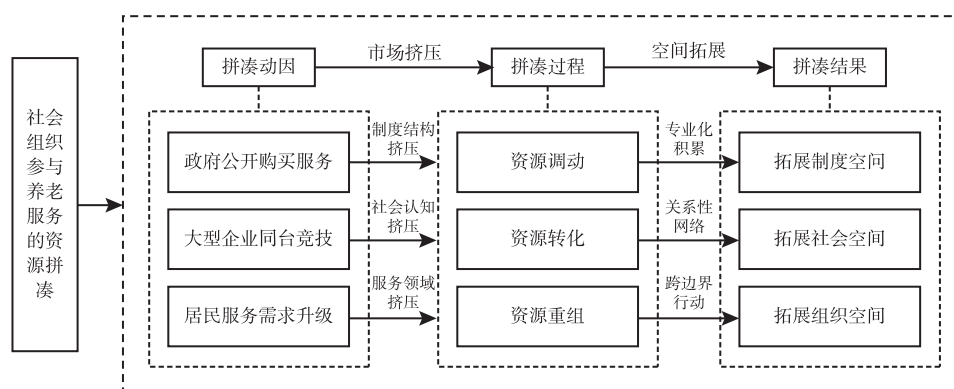 社会
组织
参与
养老
服务
的资
源拼
凑
拼凑动因
市场挤压
拼凑过程
空间拓展
拼凑结果
政府公开购买服务
制度结构
挤压
资源调动
专业化
积累
拓展制度空间
大型企业同台竞技
社会认知
挤压
资源转化
关系性
网络
拓展社会空间
居民服务需求升级
服务领域
挤压
资源重组
跨边界
行动
拓展组织空间